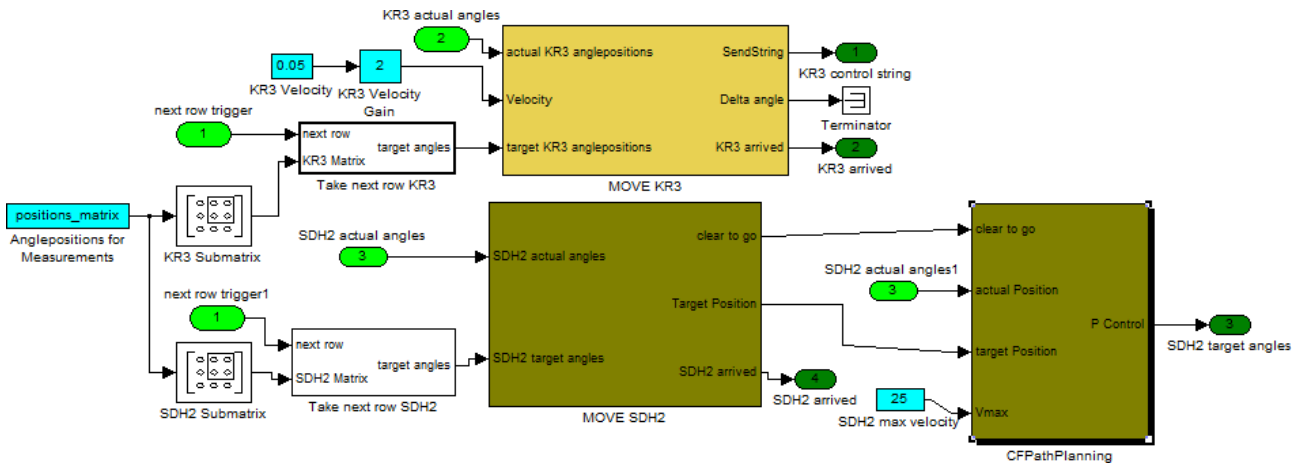 KR3 actual angles
2
actual KR3 anglepositions
SendString
1
KR3 control string
0.05
KR3 Velocity
2
KR3 Velocity
Gain
Velocity
Delta angle
Terminator
next row trigger
1
next row
KR3 Matrix
target angles
Take next row KR3
target KR3 anglepositions
KR3 arrived
2
KR3 arrived
MOVE KR3
positions_matrix
Anglepositions for
Measurements
KR3 Submatrix
SDH2 actual angles
3
SDH2 actual angles
clear to go
clear to go
SDH2 actual angles1
3
actual Position
Target Position
P Control
3
SDH2 target angles
next row trigger1
1
next row
SDH2 Matrix
target angles
Take next row SDH2
SDH2 Submatrix
SDH2 target angles
target Position
SDH2 arrived
4
SDH2 arrived
MOVE SDH2
25
SDH2 max velocity
Vmax
CFPathPlanning